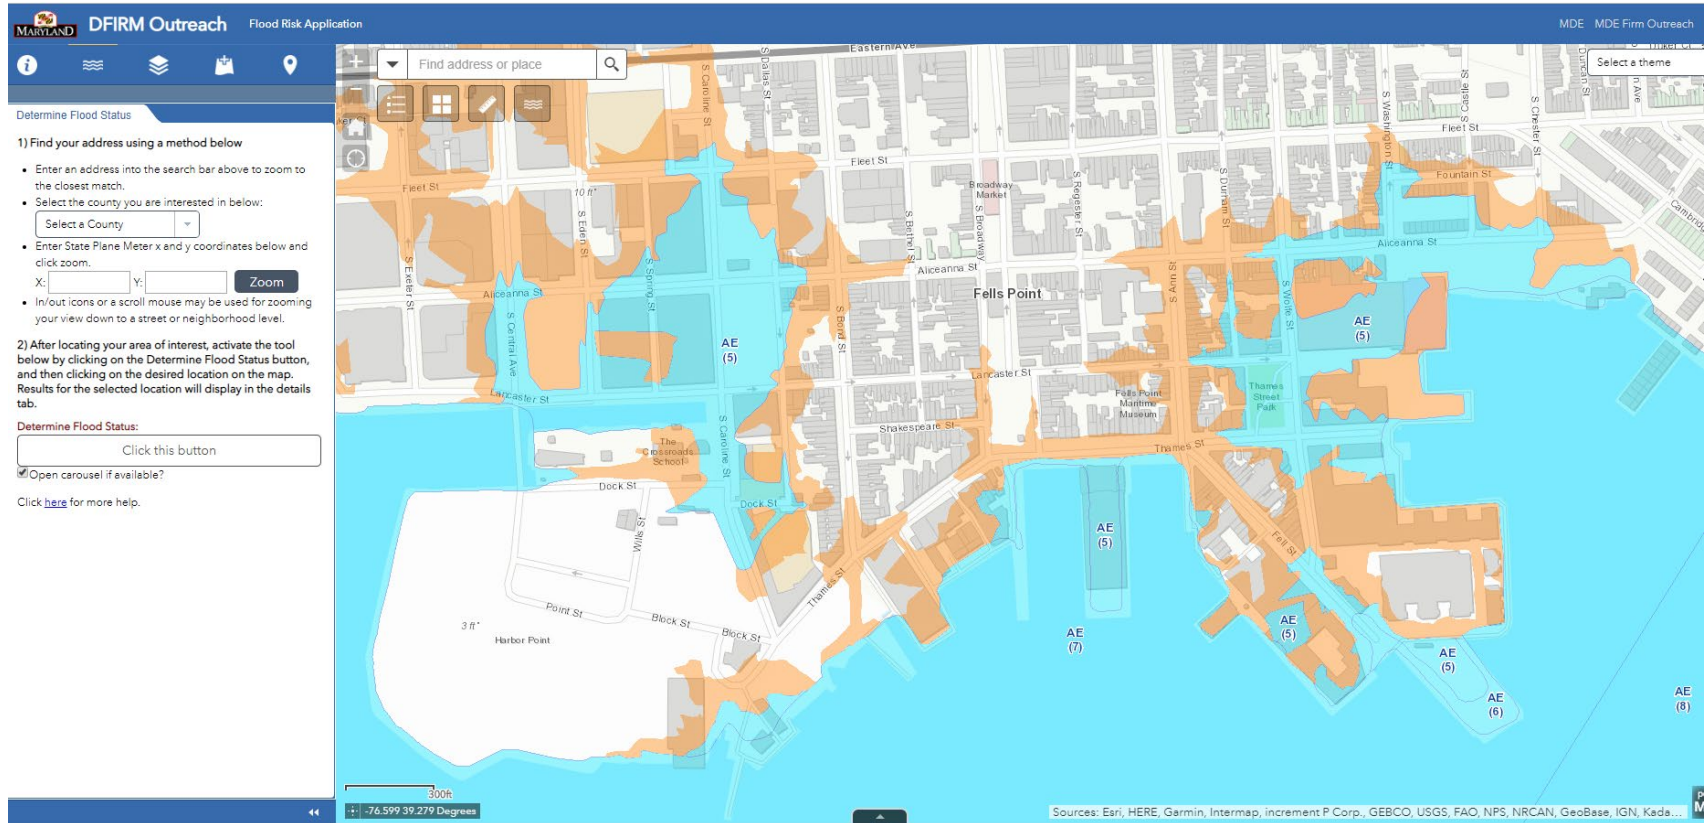 MARYLAND
DFIRM Outreach
Flood Risk Application
MDE MDE Firm Outreach
Determine Flood Status
1) Find your address using a method below
• Enter an address into the search bar above to zoom to
the closest match.
• Select the county you are interested in below:
Select a County
• Enter State Plane Meter x and y coordinates below and
click zoom.
X: Y: Zoom
• In/out icons or a scroll mouse may be used for zooming
your view down to a street or neighborhood level.
2) After locating your area of interest, activate the tool
below by clicking on the Determine Flood Status button,
and then clicking on the desired location on the map.
Results for the selected location will display in the details
tab.
Determine Flood Status:
Click this button
Open carousel if available?
Click here for more help.
Find address or place
Select a theme
Eastern Ave
S Dallas St
S Caroline St
S Washington St
S Castle St
S Chester St
Duncan St
Fleet St
Fleet St
Fleet St
10 ft
Broadway
Market
Fountain St
S Exeter St
S Eden St
S Spring St
S Bethel St
S Broadway
S Regester St
S Durham St
Aliceanna St
Aliceanna St
Aliceanna St
S Central Ave
S Bond St
Fells Point
S Ann St
S Wolfe St
AE
(5)
AE
(5)
Lancaster St
Lancaster St
Fells Point
Maritime
Museum
Thames
Street
Park
S Caroline St
Shakespeare St
Thames St
The
Crossroads
School
Dock St
Dock St
Wills St
AE
(5)
Fell St
Thames St
Point St
Block St
Block St
3 ft
Harbor Point
AE
(7)
AE
(5)
AE
(5)
AE
(6)
AE
(8)
300ft
-76.599 39.279 Degrees
Sources: Esri, HERE, Garmin, Intermap, increment P Corp., GEBCO, USGS, FAO, NPS, NRCAN, GeoBase, IGN, Kada...